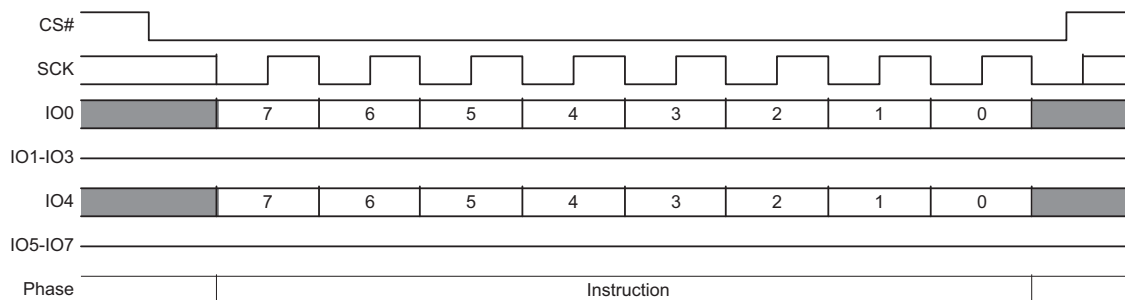 CS#
SCK
IO0 7 6 5 4 3 2 1 0
IO1-IO3
IO4 7 6 5 4 3 2 1 0
IO5-IO7
Phase Instruction